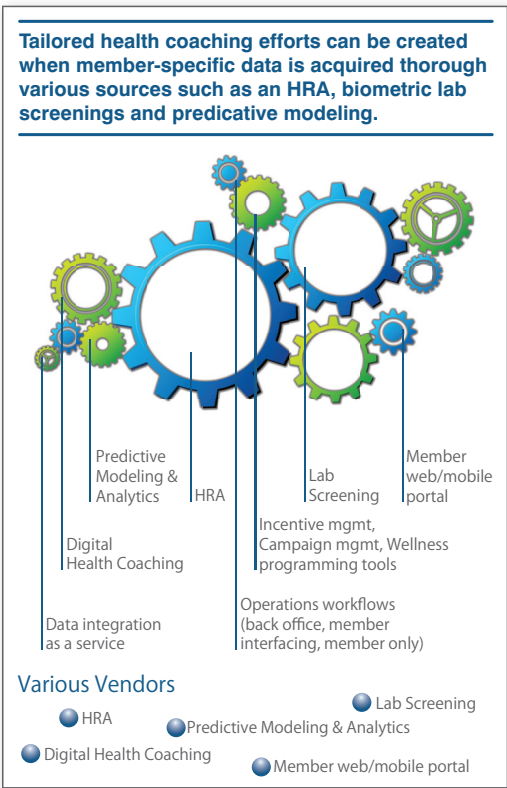 Tailored health coaching efforts can be created
when member-specific data is acquired thorough
various sources such as an HRA, biometric lab
screenings and predicative modeling.
Predictive
Modeling &
Analytics
HRA
Lab
Screening
Member
web/mobile
portal
Digital
Health Coaching
Incentive mgmt,
Campaign mgmt, Wellness
programming tools
Data integration
as a service
Operations workflows
(back office, member
interfacing, member only)
Various Vendors
Lab Screening
HRA
Predictive Modeling & Analytics
Digital Health Coaching
Member web/mobile portal